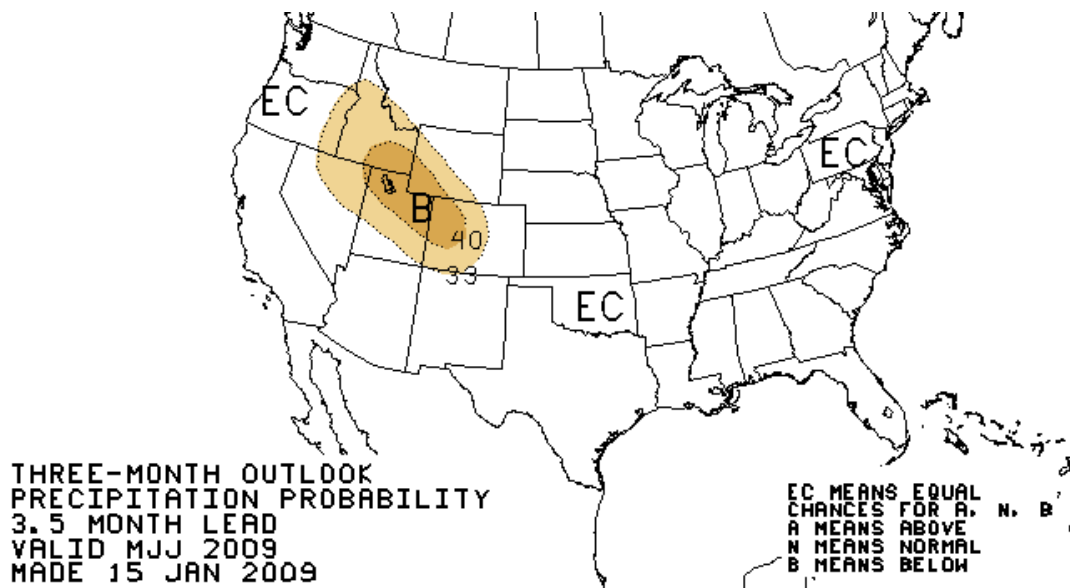 EC
EC
B
40
33
EC
THREE-MONTH OUTLOOK
PRECIPITATION PROBABILITY
3.5 MONTH LEAD
VALID MJJ 2009
MADE 15 JAN 2009
EC MEANS EQUAL
CHANCES FOR A, N, B
A MEANS ABOVE
N MEANS NORMAL
B MEANS BELOW